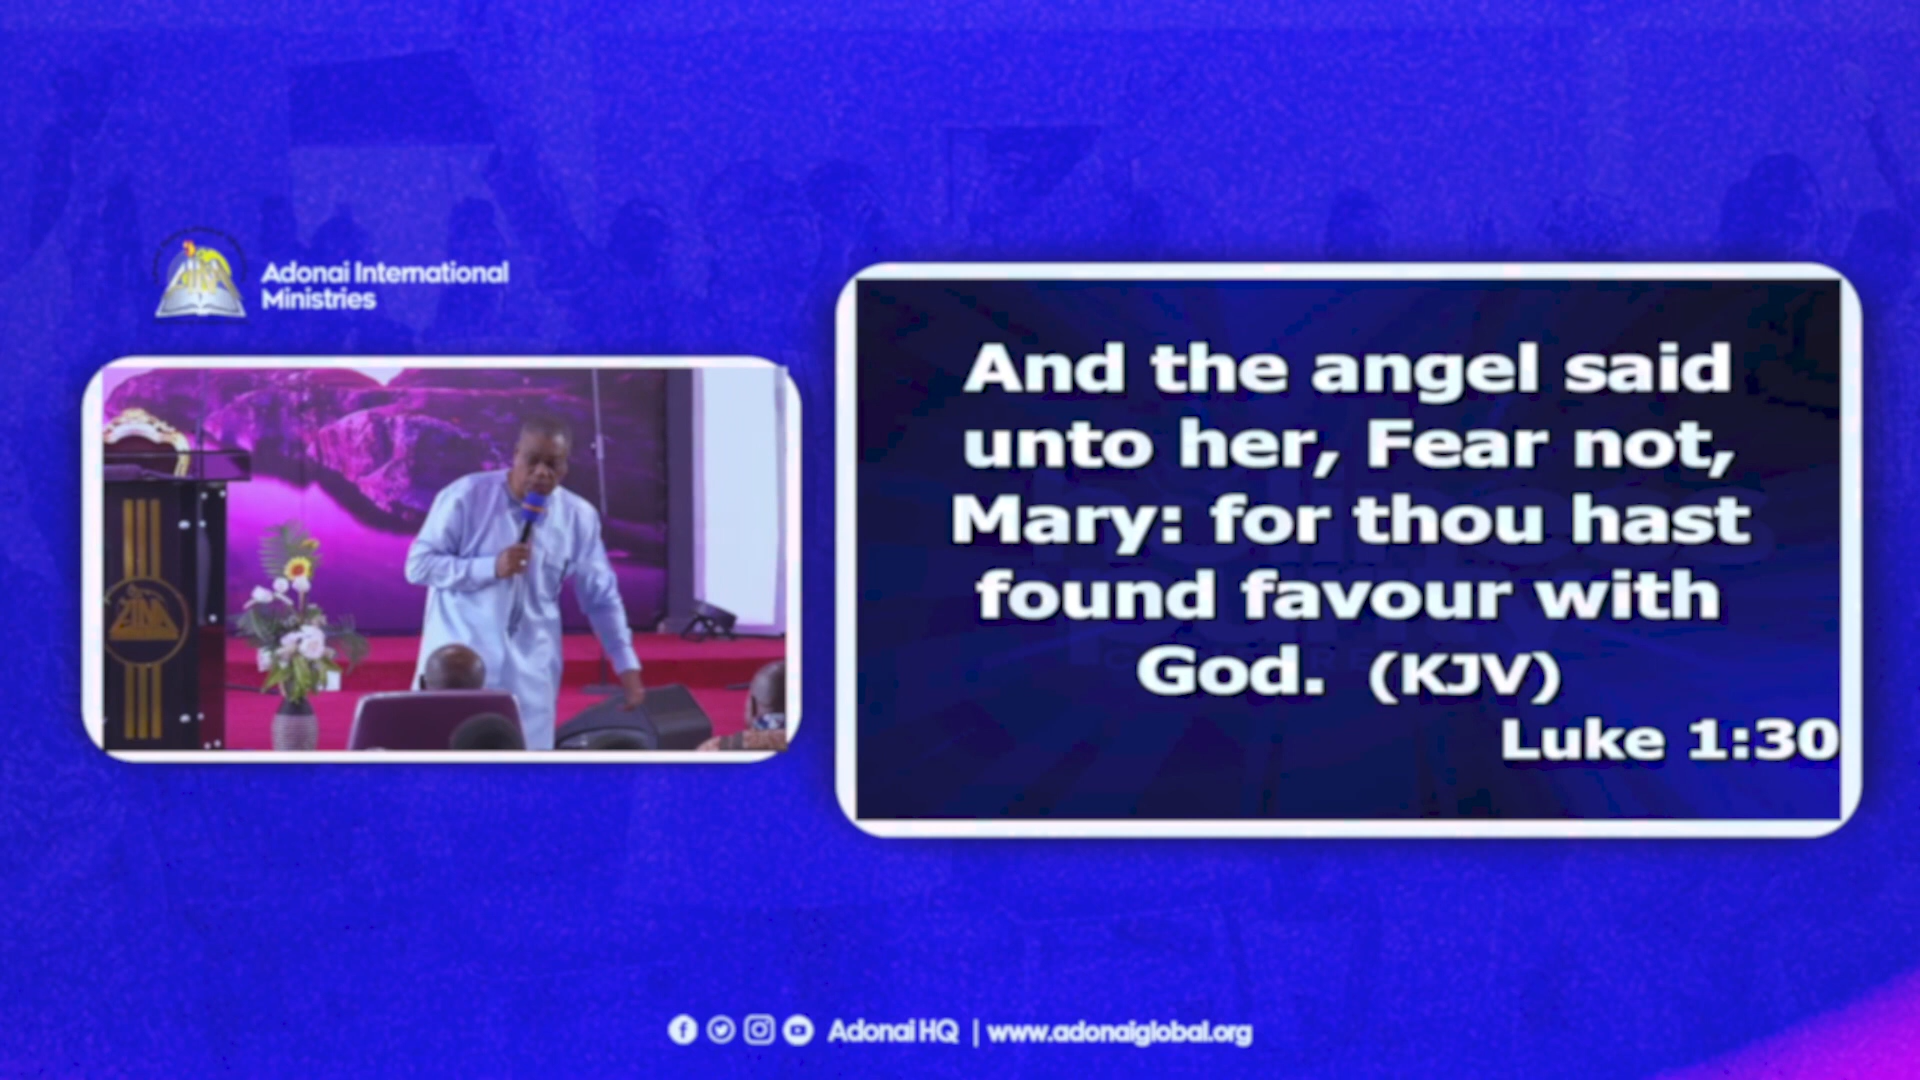 Adonai International
Ministries
And the angel said
unto her, Fear not,
Mary: for thou hast
found favour with
God. (KJV)
Luke 1:30
AIM
Adonai HQ | www.adonaiglobal.org